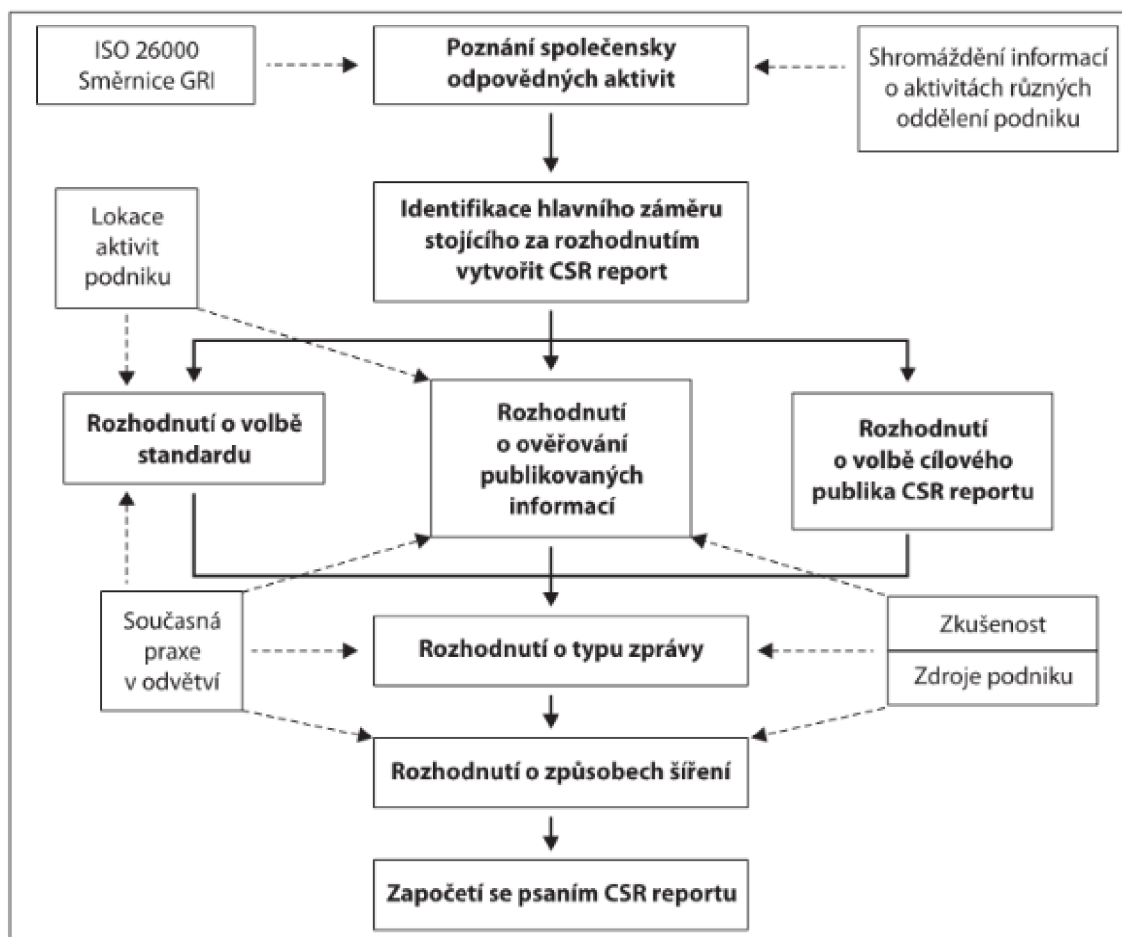 ISO 26000
Směrnice GRI
Poznání společensky
odpovědných aktivit
Shromáždění informací
o aktivitách různých
oddělení podniku
Lokace
aktivit
podniku
Identifikace hlavního záměru
stojícího za rozhodnutím
vytvořit CSR report
Rozhodnutí o volbě
standardu
Rozhodnutí
o ověřování
publikovaných
informací
Rozhodnutí
o volbě cílového
publika CSR reportu
Současná
praxe
v odvětví
Rozhodnutí o typu zprávy
Zkušenost
Zdroje podniku
Rozhodnutí o způsobech šíření
Započetí se psaním CSR reportu